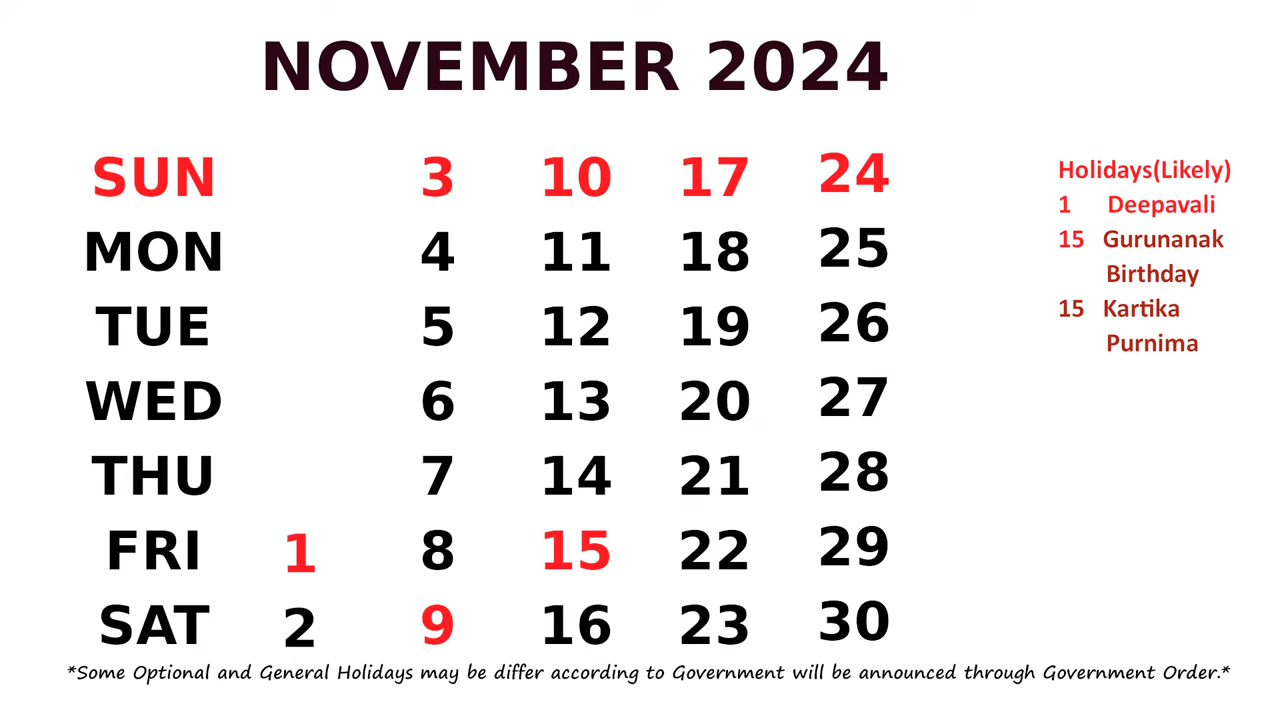 NOVEMBER 2024
SUN 3 10 17 24
MON 4 11 18 25
TUE 5 12 19 26
WED 6 13 20 27
THU 7 14 21 28
FRI 1 8 15 22 29
SAT 2 9 16 23 30
Holidays(Likely)
1 Deepavali
15 Gurunanak
Birthday
15 Kartika
Purnima
*Some Optional and General Holidays may be differ according to Government will be announced through Government Order.*